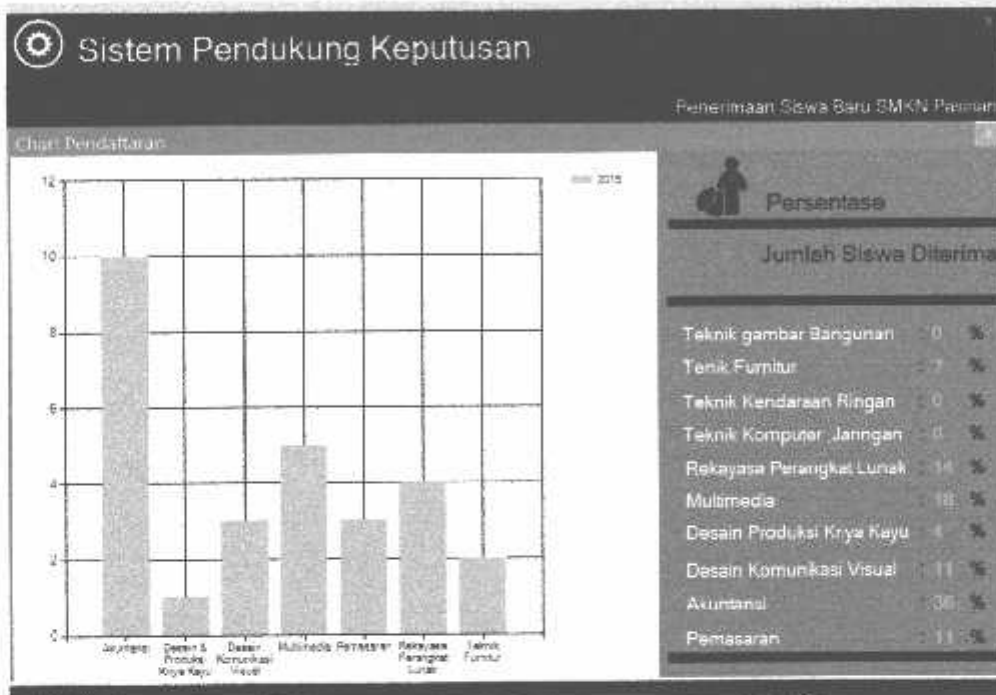 Sistem Pendukung Keputusan
Penerimaan Siswa Baru SMKN
Chart Pendaftaran
12
10
8
6
4
2
0
2015
Akuntansi
Desain &
Produksi
Kriya Kayu
Desain
Komunikasi
Visual
Multimedia
Pemasaran
Rekayasa
Perangkat
Lunak
Teknik
Furnitur
Persentase
Jumlah Siswa Diterima
Teknik gambar Bangunan : 0 %
Tenik Furnitur : 7 %
Teknik Kendaraan Ringan : 0 %
Teknik Komputer Jaringan : 0 %
Rekayasa Perangkat Lunak : 14 %
Multimedia : 18 %
Desain Produksi Kriya Kayu : 4 %
Desain Komunikasi Visual : 11 %
Akuntansi : 36 %
Pemasaran : 11 %